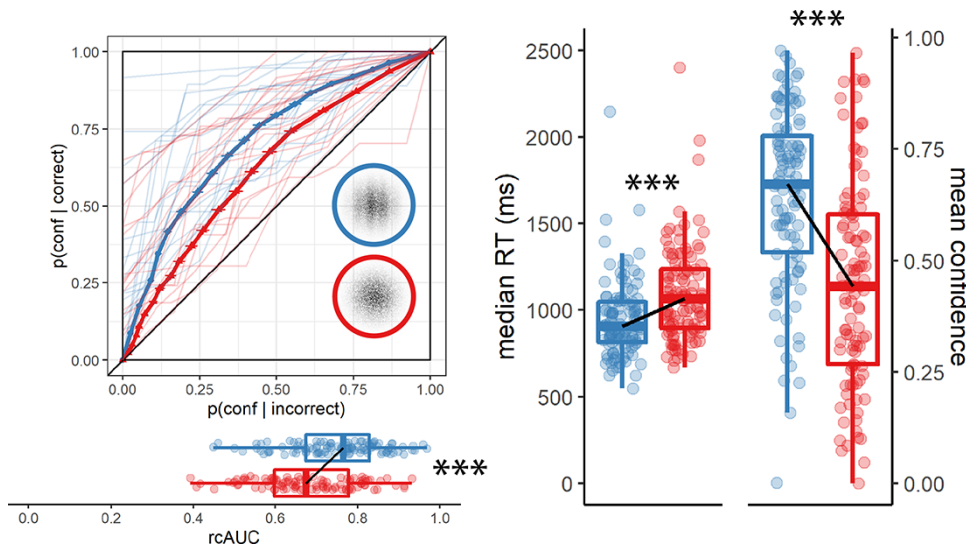 1.00
0.75
0.50
0.25
0.00
p(conf | correct)
0.00 0.25 0.50 0.75 1.00
p(conf | incorrect)
***
0.0 0.2 0.4 0.6 0.8 1.0
rcAUC
median RT (ms)
2500
2000
1500
1000
500
0
***
***
1.00
0.75
0.50
0.25
0.00
mean confidence